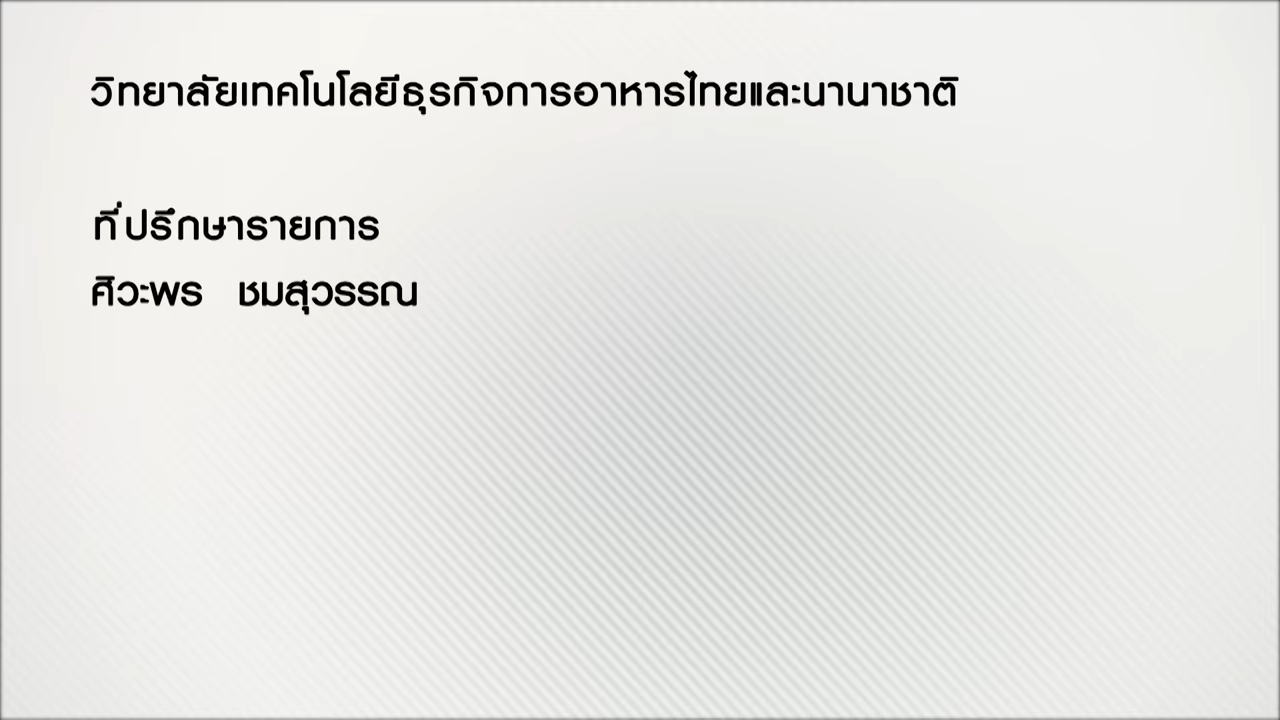 วิทยาลัยเทคโนโลยีธุรกิจการอาหารไทยและนานาชาติ
ที่ปรึกษารายการ
ศิวะพร ชมสุวรรณ